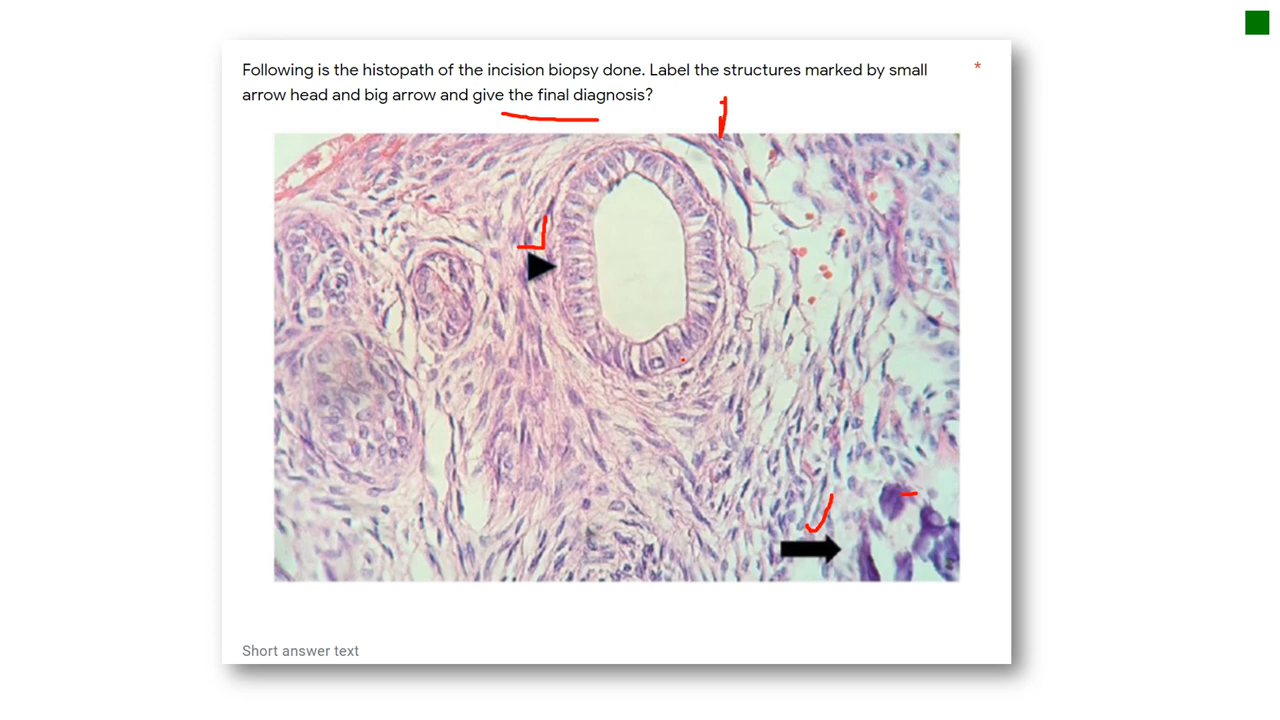 Following is the histopath of the incision biopsy done. Label the structures marked by small *
arrow head and big arrow and give the final diagnosis?
Short answer text